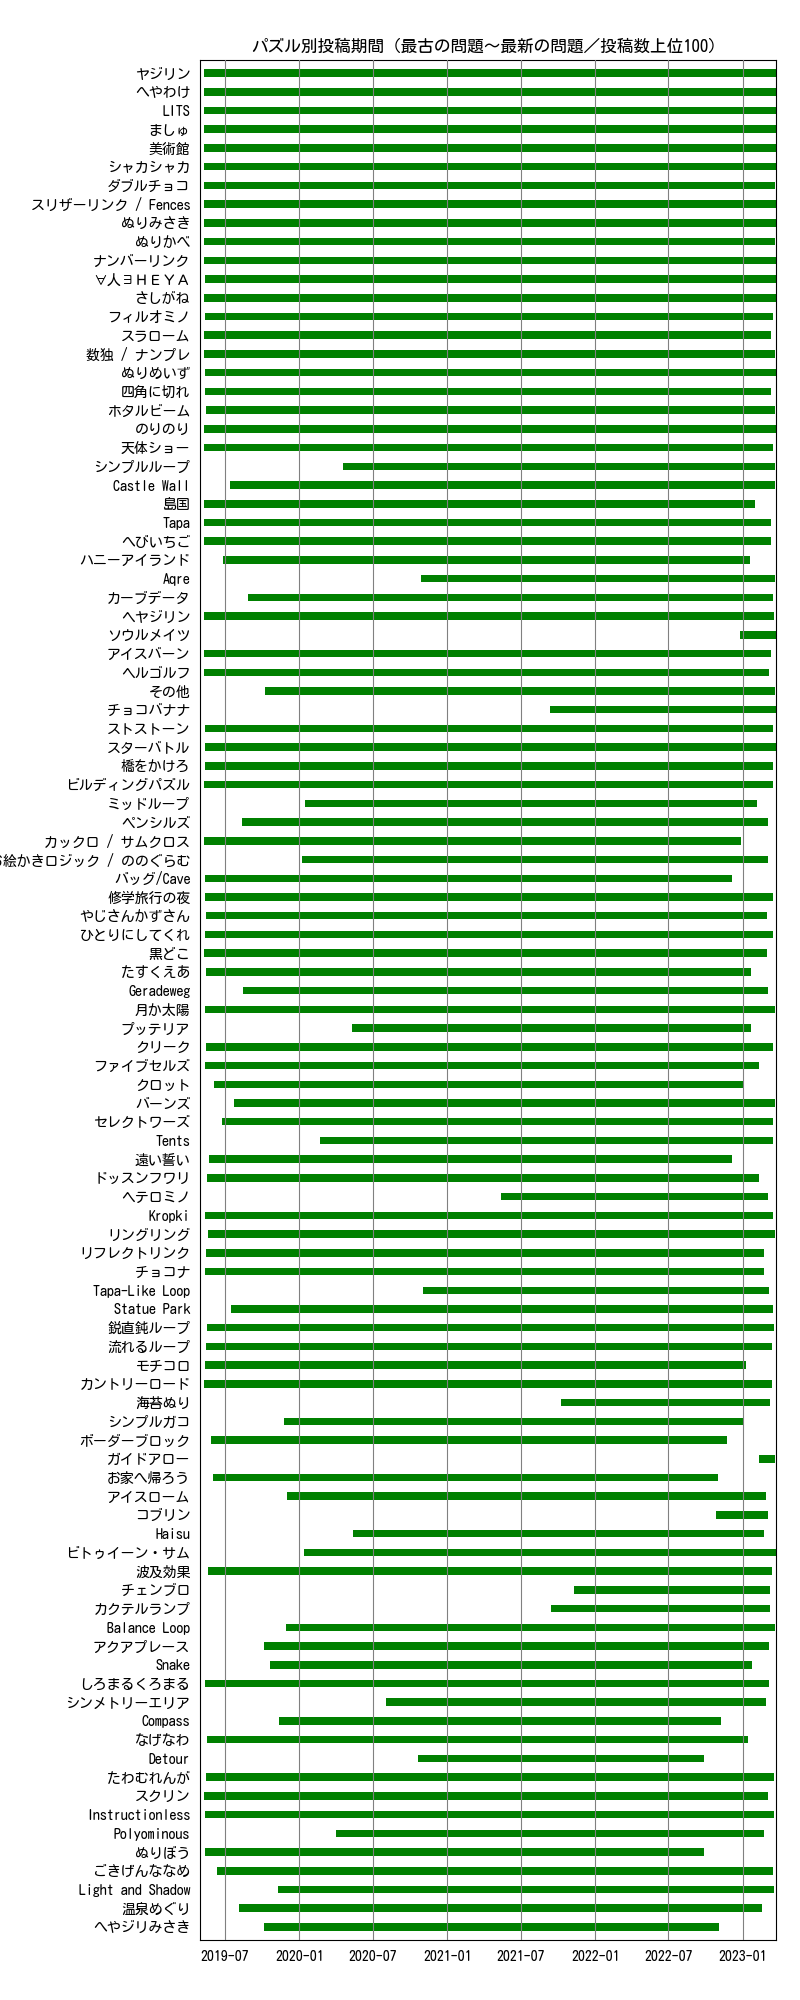 パズル別投稿期間（最古の問題～最新の問題／投稿数上位100）
ヤジリン
へやわけ
LITS
ましゅ
美術館
シャカシャカ
ダブルチョコ
スリザーリンク / Fences
ぬりみさき
ぬりかべ
ナンバーリンク
∀人∃ＨＥＹＡ
さしがね
フィルオミノ
スラローム
数独 / ナンプレ
ぬりめいず
四角に切れ
ホタルビーム
のりのり
天体ショー
シンプルループ
Castle Wall
島国
Tapa
へびいちご
ハニーアイランド
Aqre
カーブデータ
ヘヤジリン
ソウルメイツ
アイスバーン
ヘルゴルフ
その他
チョコバナナ
ストストーン
スターバトル
橋をかけろ
ビルディングパズル
ミッドループ
ペンシルズ
カックロ / サムクロス
絵かきロジック / ののぐらむ
バッグ/Cave
修学旅行の夜
やじさんかずさん
ひとりにしてくれ
黒どこ
たすくえあ
Geradeweg
月か太陽
プッテリア
クリーク
ファイブセルズ
クロット
バーンズ
セレクトワーズ
Tents
遠い誓い
ドッスンフワリ
ヘテロミノ
Kropki
リングリング
リフレクトリンク
チョコナ
Tapa-Like Loop
Statue Park
鋭直鈍ループ
流れるループ
モチコロ
カントリーロード
海苔ぬり
シンプルガコ
ボーダーブロック
ガイドアロー
お家へ帰ろう
アイスローム
コブリン
Haisu
ビトゥイーン・サム
波及効果
チェンブロ
カクテルランプ
Balance Loop
アクアプレース
Snake
しろまるくろまる
シンメトリーエリア
Compass
なげなわ
Detour
たわむれんが
スクリン
Instructionless
Polyominous
ぬりぼう
ごきげんななめ
Light and Shadow
温泉めぐり
へやジリみさき
2019-07 2020-01 2020-07 2021-01 2021-07 2022-01 2022-07 2023-01